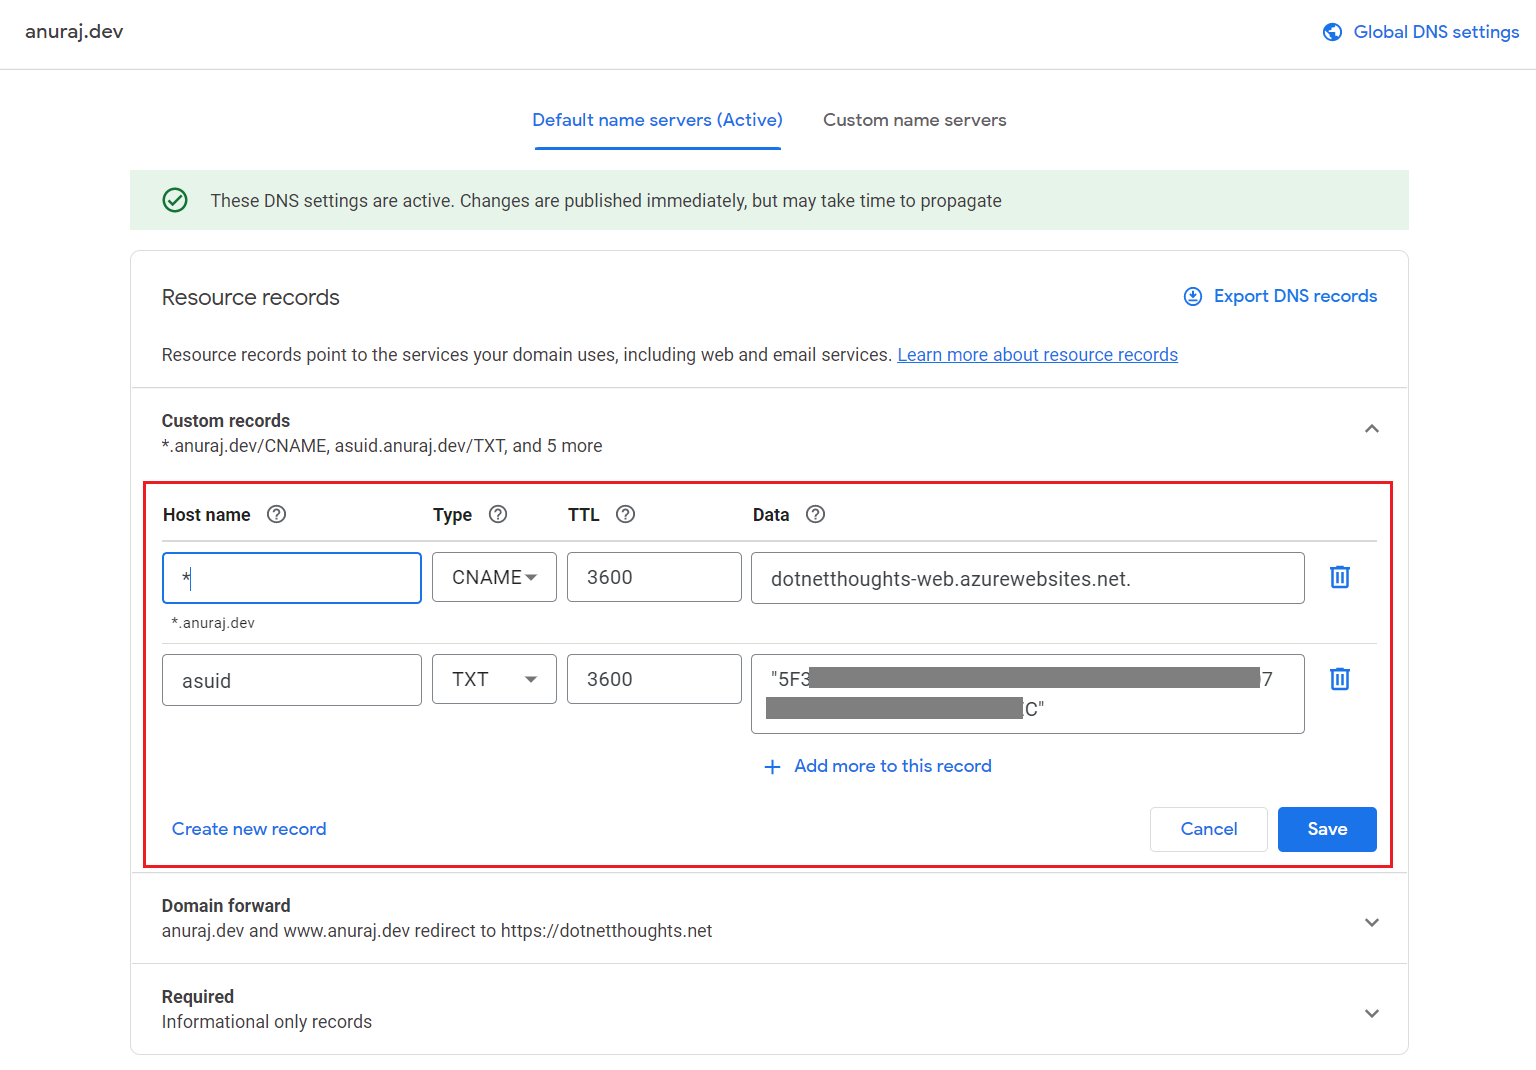 anuraj.dev
Global DNS settings
Default name servers (Active)
Custom name servers
These DNS settings are active. Changes are published immediately, but may take time to propagate
Resource records
Export DNS records
Resource records point to the services your domain uses, including web and email services. Learn more about resource records
Custom records
*.anuraj.dev/CNAME, asuid.anuraj.dev/TXT, and 5 more
Host name Type TTL Data
* CNAME 3600 dotnetthoughts-web.azurewebsites.net.
*.anuraj.dev
asuid TXT 3600 "5F3 7
C"
Add more to this record
Create new record
Cancel
Save
Domain forward
anuraj.dev and www.anuraj.dev redirect to https://dotnetthoughts.net
Required
Informational only records